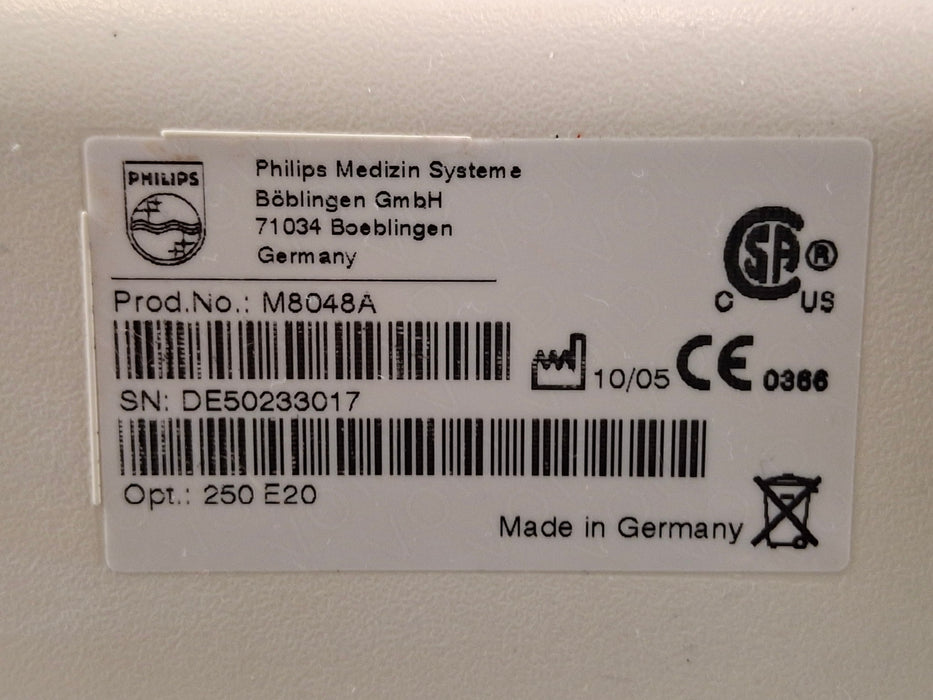 PHILIPS
Philips Medizin Systeme
Böblingen GmbH
71034 Boeblingen
Germany
Prod.No.: M8048A
SN: DE50233017
Opt.: 250 E20
10/05
CE 0366
CSA ®
C US
Made in Germany